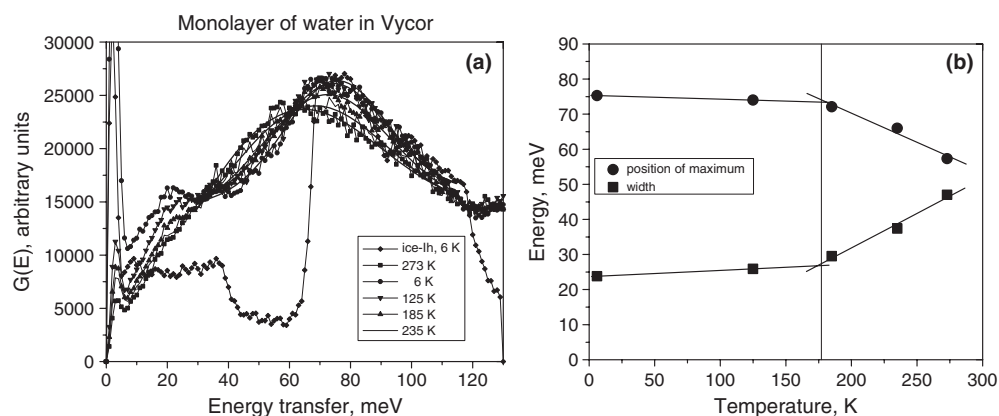 Monolayer of water in Vycor
(a)
G(E), arbitrary units
30000
25000
20000
15000
10000
5000
0
0 20 40 60 80 100 120
Energy transfer, meV
ice-Ih, 6 K
273 K
6 K
125 K
185 K
235 K
(b)
Energy, meV
90
80
70
60
50
40
30
20
10
0
0 50 100 150 200 250 300
Temperature, K
position of maximum
width